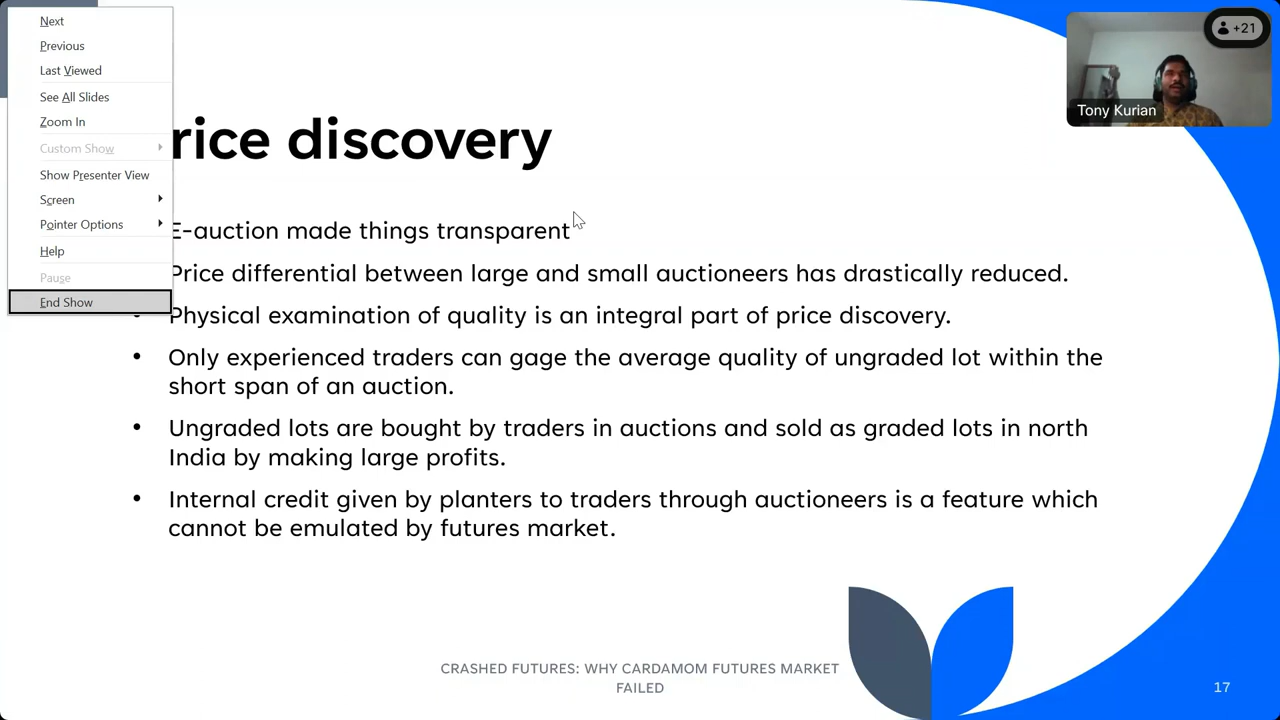 Next
Previous
Last Viewed
See All Slides
Zoom In
Custom Show
Show Presenter View
Screen
Pointer Options
Help
Pause
End Show
+21
Tony Kurian
rice discovery
E-auction made things transparent
Price differential between large and small auctioneers has drastically reduced.
• Physical examination of quality is an integral part of price discovery.
• Only experienced traders can gage the average quality of ungraded lot within the
short span of an auction.
• Ungraded lots are bought by traders in auctions and sold as graded lots in north
India by making large profits.
• Internal credit given by planters to traders through auctioneers is a feature which
cannot be emulated by futures market.
CRASHED FUTURES: WHY CARDAMOM FUTURES MARKET
FAILED
17